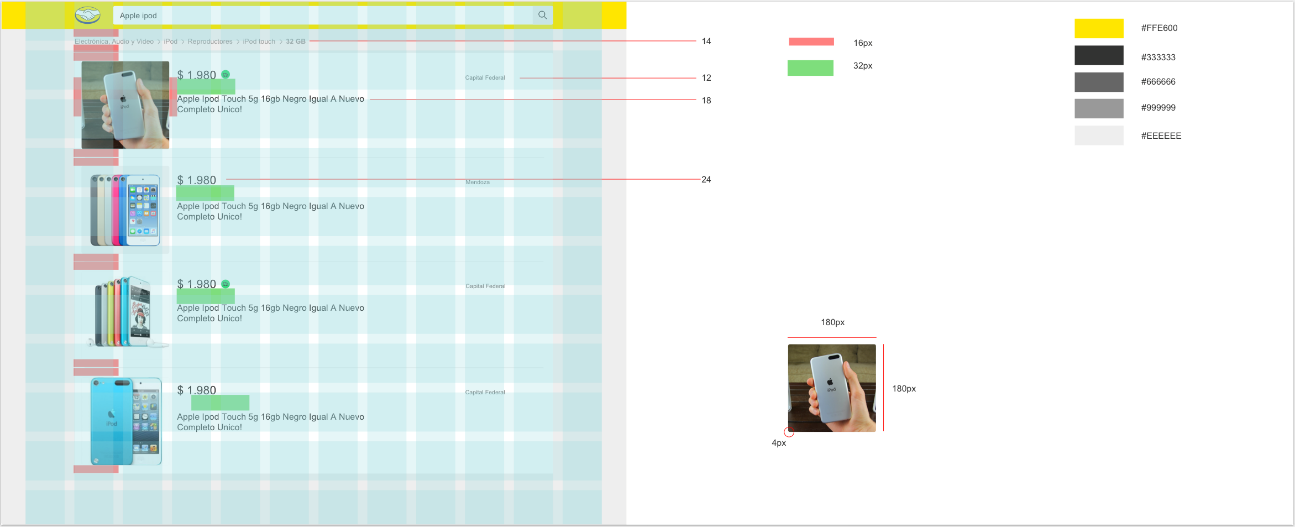 Apple ipod
Electrónica, Audio y Video > iPod > Reproductores > iPod touch > 32 GB
14
$ 1.980
Capital Federal
12
Apple Ipod Touch 5g 16gb Negro Igual A Nuevo
Completo Unico!
18
$ 1.980
Mendoza
24
Apple Ipod Touch 5g 16gb Negro Igual A Nuevo
Completo Unico!
$ 1.980
Capital Federal
Apple Ipod Touch 5g 16gb Negro Igual A Nuevo
Completo Unico!
$ 1.980
Capital Federal
Apple Ipod Touch 5g 16gb Negro Igual A Nuevo
Completo Unico!
16px
32px
180px
iPod
180px
4px
#FFE600
#333333
#666666
#999999
#EEEEEE